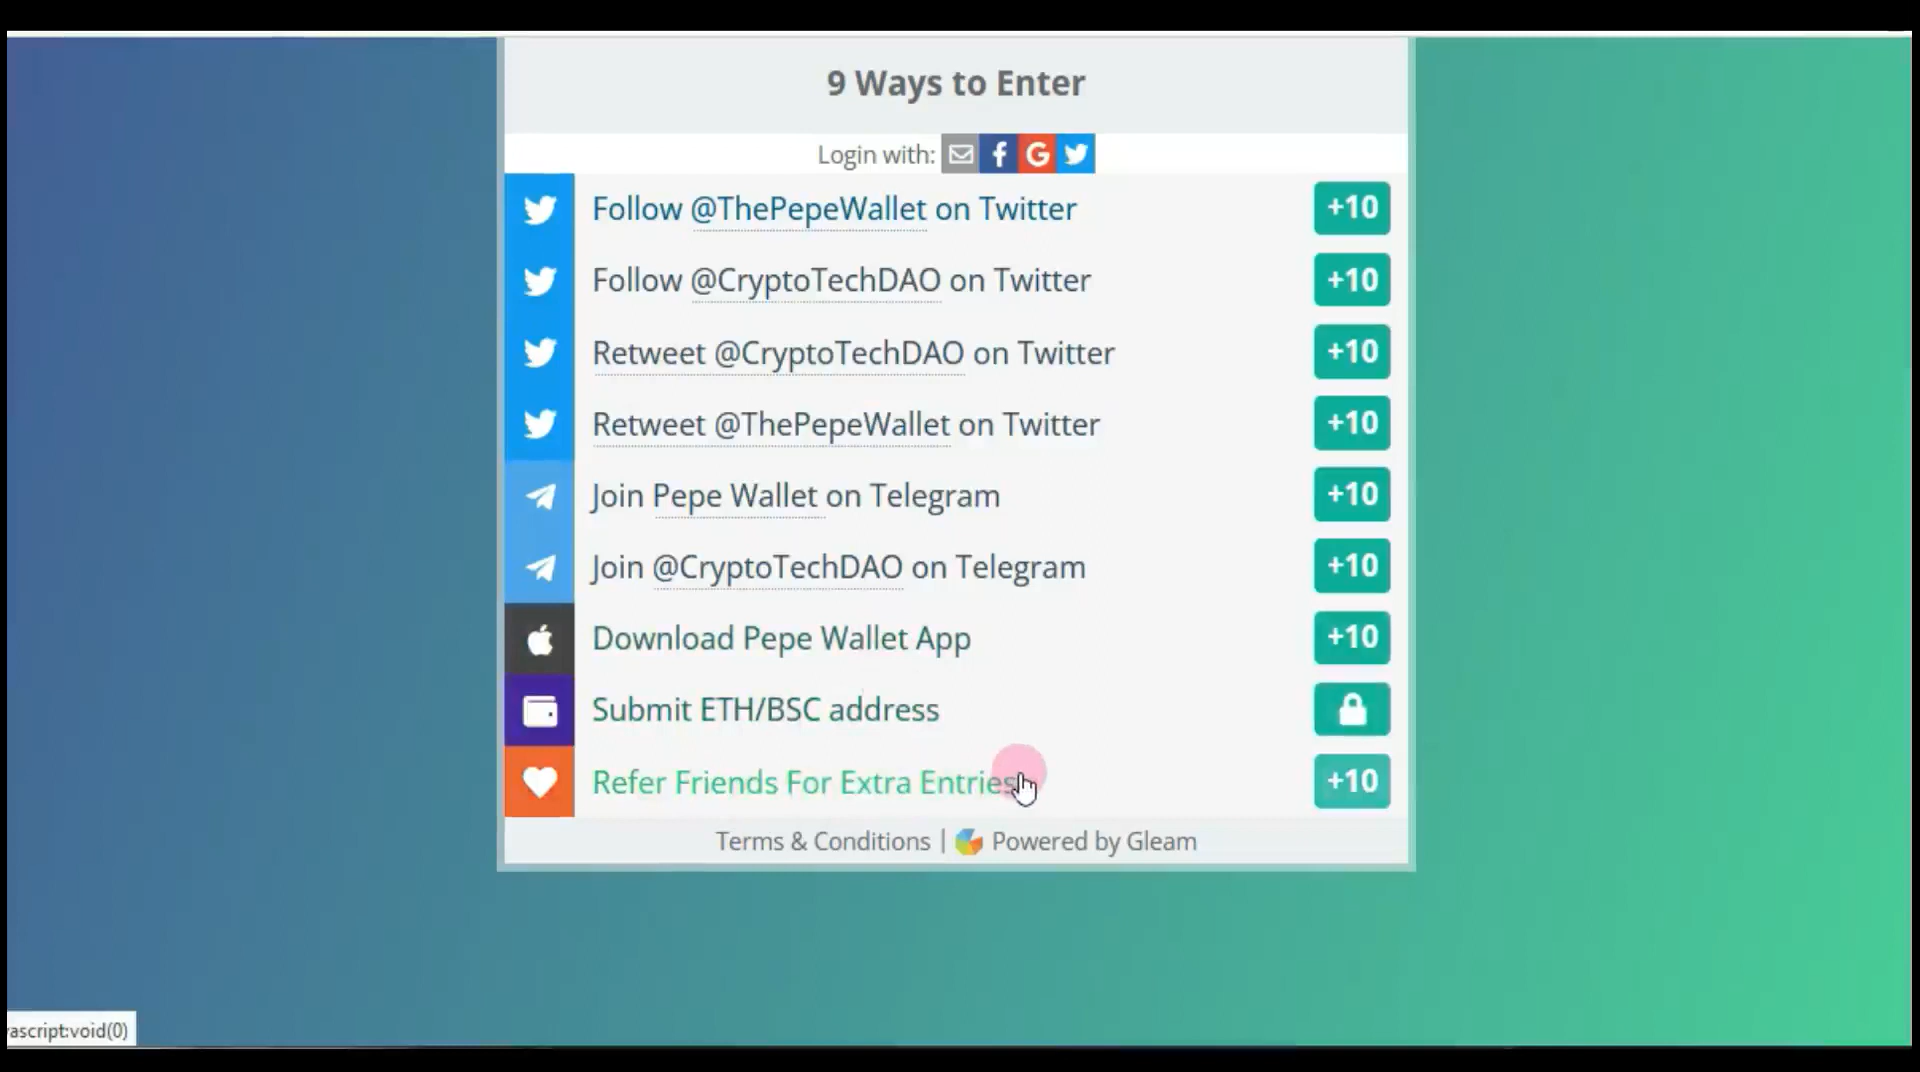 9 Ways to Enter
Login with:
Follow @ThePepeWallet on Twitter +10
Follow @CryptoTechDAO on Twitter +10
Retweet @CryptoTechDAO on Twitter +10
Retweet @ThePepeWallet on Twitter +10
Join Pepe Wallet on Telegram +10
Join @CryptoTechDAO on Telegram +10
Download Pepe Wallet App +10
Submit ETH/BSC address
Refer Friends For Extra Entries +10
Terms & Conditions | Powered by Gleam
ascript:void(0)